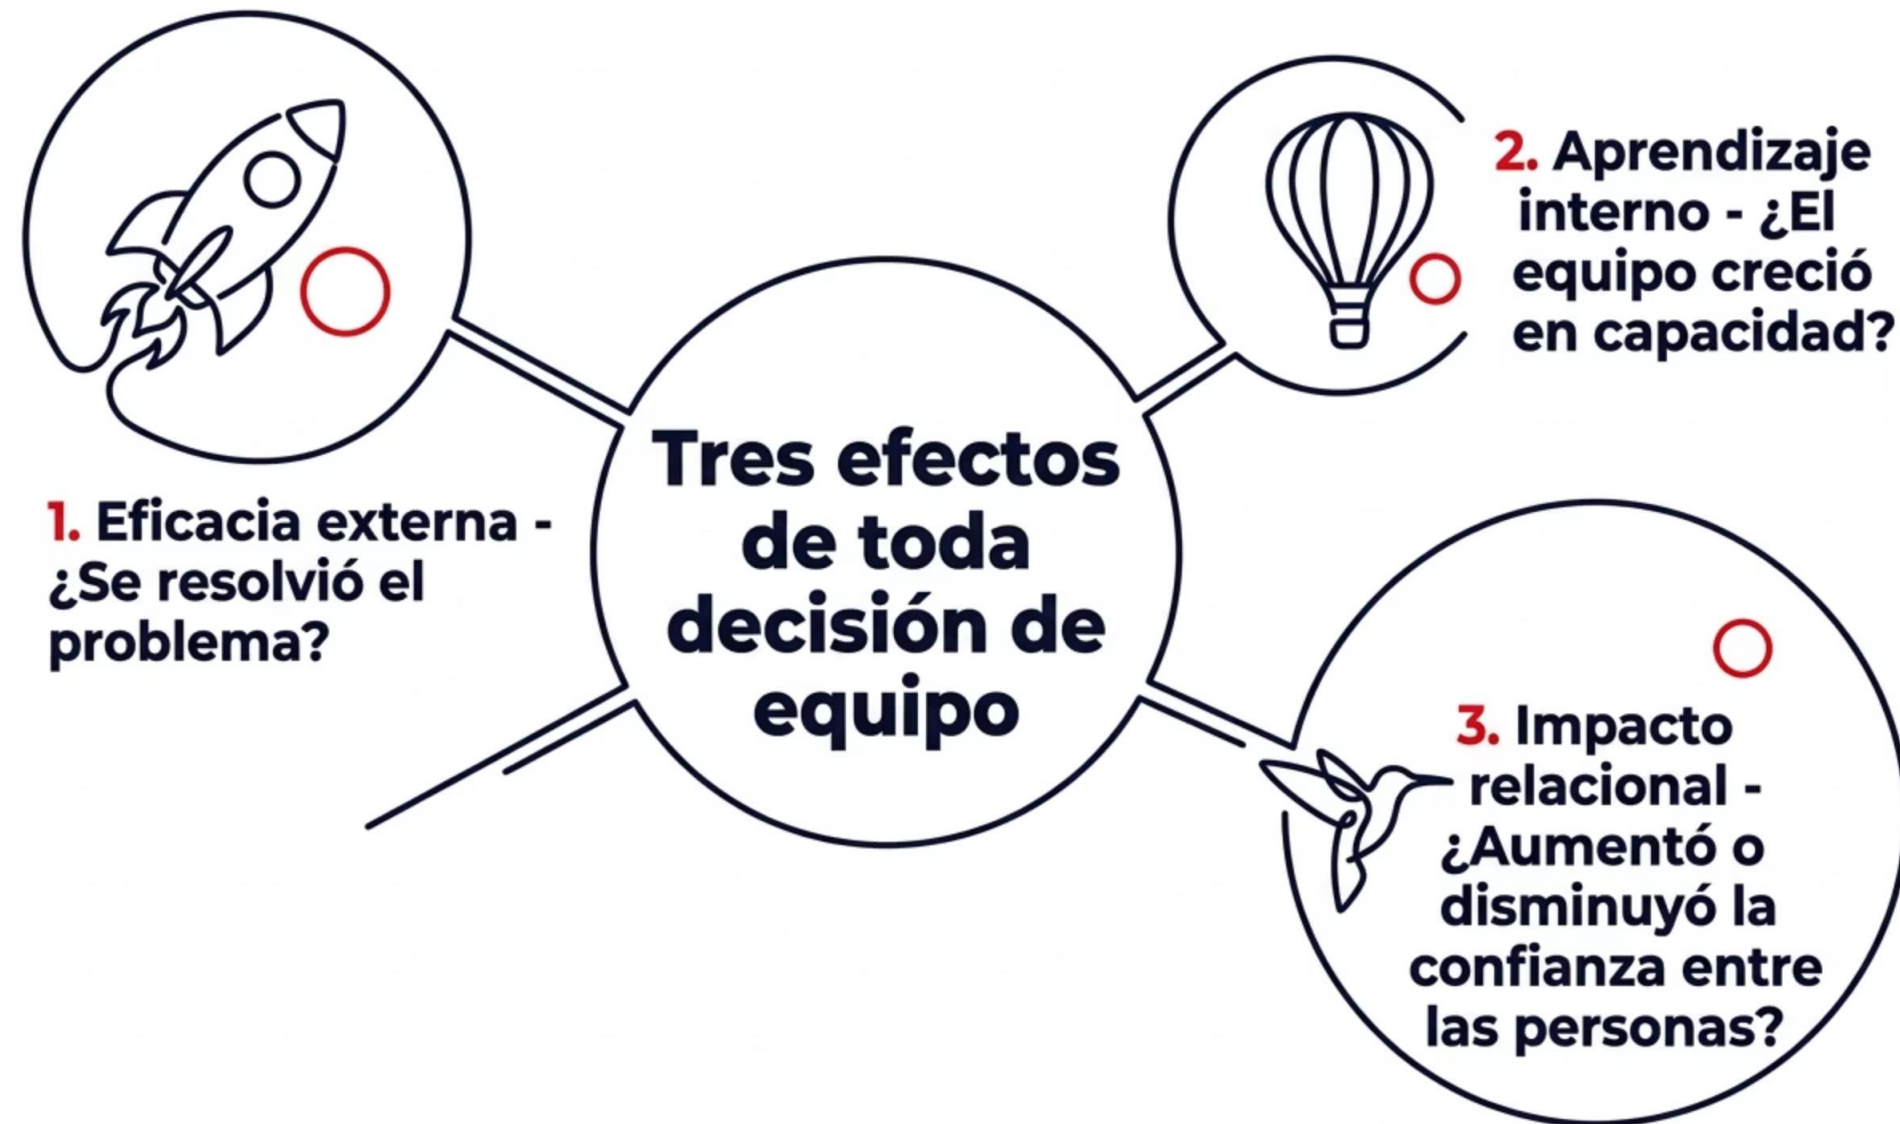 Tres efectos
de toda
decisión de
equipo
1. Eficacia externa -
¿Se resolvió el
problema?
2. Aprendizaje
interno - ¿El
equipo creció
en capacidad?
3. Impacto
relacional -
¿Aumentó o
disminuyó la
confianza entre
las personas?